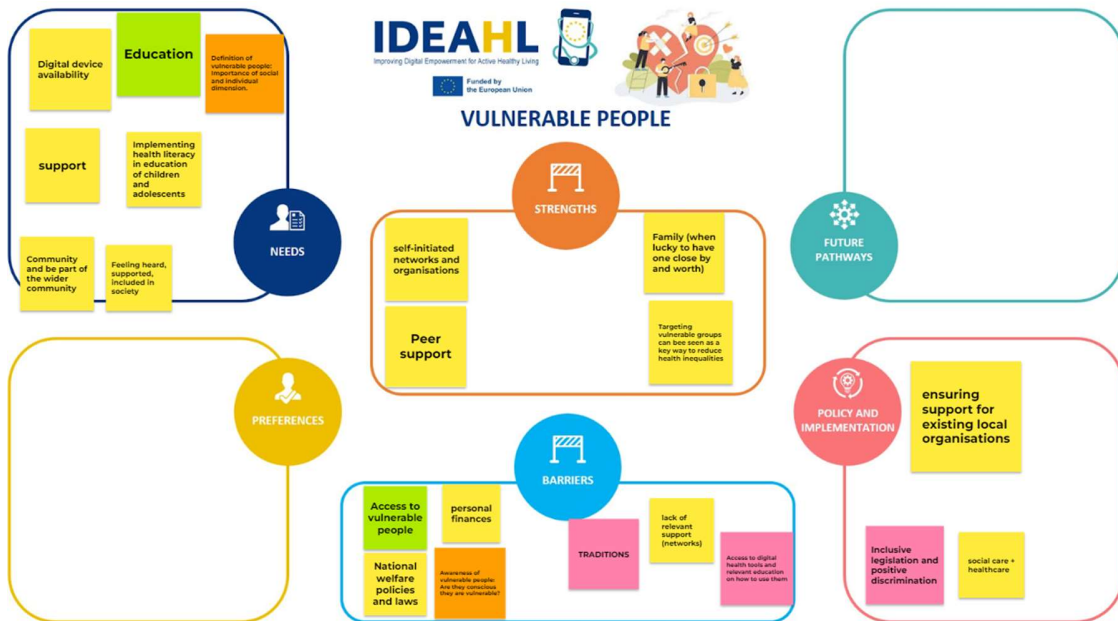 IDEAHL
Improving Digital Empowerment for Active Healthy Living
Funded by
the European Union
VULNERABLE PEOPLE
Digital device
availability
Education
Definition of
vulnerable people:
Importance of social
and individual
dimension.
support
Implementing
health literacy
in education
of children
and
adolescents
Community
and be part of
the wider
community
Feeling heard,
supported,
included in
society
NEEDS
STRENGTHS
self-initiated
networks and
organisations
Family (when
lucky to have
one close by
and worth)
Peer
support
Targeting
vulnerable groups
can bee seen as a
key way to reduce
health inequalities
FUTURE
PATHWAYS
PREFERENCES
BARRIERS
Access to
vulnerable
people
personal
finances
National
welfare
policies
and laws
Awareness of
vulnerable people:
Are they conscious
they are vulnerable?
TRADITIONS
lack of
relevant
support
(networks)
Access to digital
health tools and
relevant education
on how to use them
POLICY AND
IMPLEMENTATION
ensuring
support for
existing local
organisations
Inclusive
legislation and
positive
discrimination
social care +
healthcare